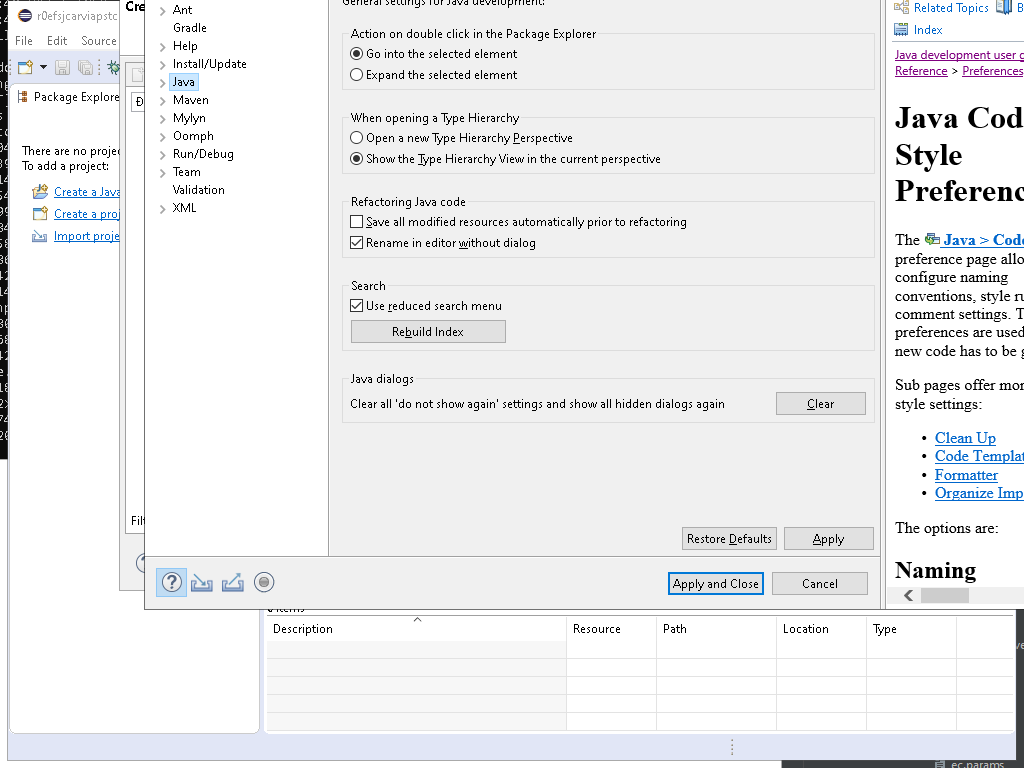 r0efsjcarviapstc
File Edit Source
Package Explore
There are no projec
To add a project:
Create a Java
Create a proj
Import proje
Cre
Filt
Ant
Gradle
Help
Install/Update
Java
Maven
Mylyn
Oomph
Run/Debug
Team
Validation
XML
General settings for Java development:
Action on double click in the Package Explorer
Go into the selected element
Expand the selected element
When opening a Type Hierarchy
Open a new Type Hierarchy Perspective
Show the Type Hierarchy View in the current perspective
Refactoring Java code
Save all modified resources automatically prior to refactoring
Rename in editor without dialog
Search
Use reduced search menu
Rebuild Index
Java dialogs
Clear all 'do not show again' settings and show all hidden dialogs again
Clear
Restore Defaults Apply
Apply and Close Cancel
Related Topics B
Index
Java development user g
Reference > Preferences
Java Cod
Style
Preferenc
The Java > Code
preference page allo
configure naming
conventions, style ru
comment settings. T
preferences are used
new code has to be g
Sub pages offer mor
style settings:
• Clean Up
• Code Templat
• Formatter
• Organize Imp
The options are:
Naming
items
Description Resource Path Location Type
ec.params